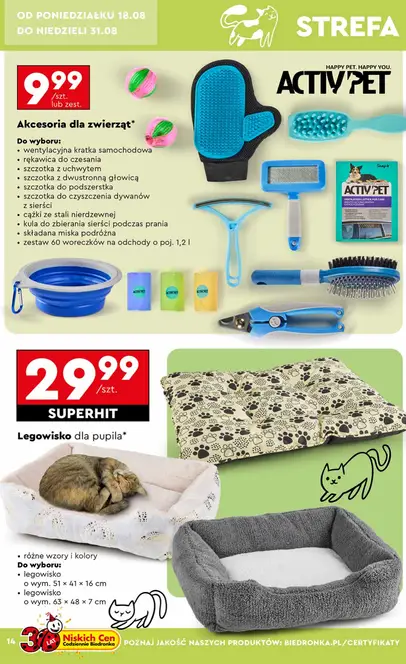 OD PONIEDZIAŁKU 18.08
DO NIEDZIELI 31.08
STREFA
9 99
/szt.
lub zest.
HAPPY PET. HAPPY YOU.
ACTIV PET
Akcesoria dla zwierząt*
Do wyboru:
• wentylacyjna kratka samochodowa
• rękawica do czesania
• szczotka z uchwytem
• szczotka z dwustronną głowicą
• szczotka do podszerstka
• szczotka do czyszczenia dywanów
z sierści
• cążki ze stali nierdzewnej
• kula do zbierania sierści podczas prania
• składana miska podróżna
• zestaw 60 woreczków na odchody o poj. 1,2 l
ACTIV PET
29 99
/szt.
SUPERHIT
Legowisko dla pupila*
• różne wzory i kolory
Do wyboru:
• legowisko
o wym. 51 × 41 × 16 cm
• legowisko
o wym. 63 × 48 × 7 cm
14
30 LAT
Niskich Cen
Codziennie Biedronka
POZNAJ JAKOŚĆ NASZYCH PRODUKTÓW: BIEDRONKA.PL/CERTYFIKATY